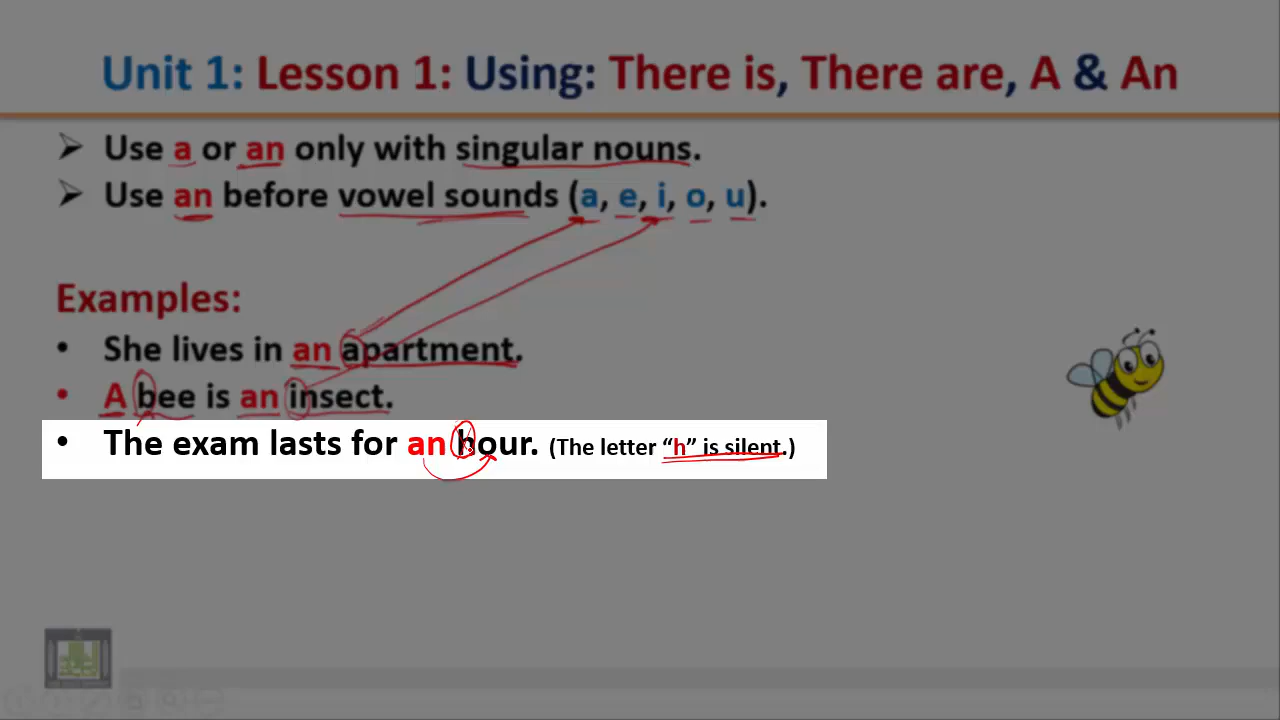 Unit 1: Lesson 1: Using: There is, There are, A & An
Use a or an only with singular nouns.
Use an before vowel sounds (a, e, i, o, u).
Examples:
• She lives in an apartment.
• A bee is an insect.
• The exam lasts for an hour. (The letter “h” is silent.)